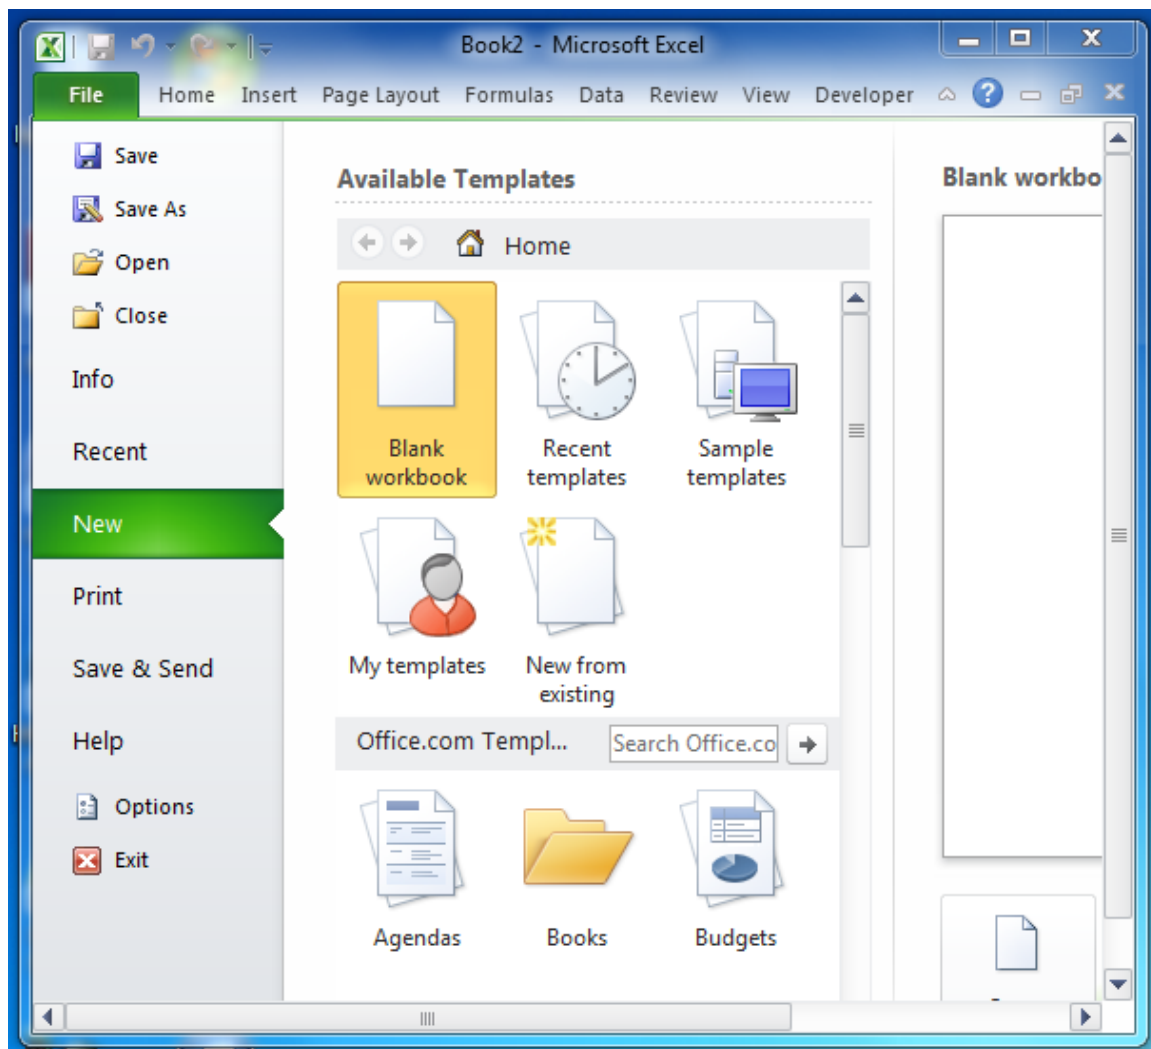 Book2 - Microsoft Excel
File Home Insert Page Layout Formulas Data Review View Developer
Save
Save As
Open
Close
Info
Recent
New
Print
Save & Send
Help
Options
Exit
Available Templates
Home
Blank workbook
Recent templates
Sample templates
My templates
New from existing
Office.com Templ...
Search Office.co
Agendas
Books
Budgets
Blank workbo